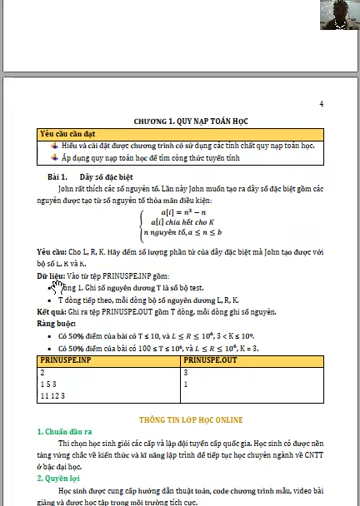 4
CHƯƠNG 1. QUY NẠP TOÁN HỌC
Yêu cầu cần đạt
Hiểu và cài đặt được chương trình có sử dụng các tính chất quy nạp toán học.
Áp dụng quy nạp toán học để tìm công thức tuyến tính
Bài 1. Dãy số đặc biệt
John rất thích các số nguyên tố. Lần này John muốn tạo ra dãy số đặc biệt gồm các
nguyên được tạo từ số nguyên tố thỏa mãn điều kiện:
a[i] = n³ − n
a[i] chia hết cho K
n nguyên tố, a ≤ n ≤ b
Yêu cầu: Cho L, R, K. Hãy đếm số lượng phần tử của dãy đặc biệt mà John tạo được với
bộ số L, R và K.
Dữ liệu: Vào từ tệp PRINUSPE.INP gồm:
• òng 1. Ghi số nguyên dương T là số bộ test.
• T dòng tiếp theo, mỗi dòng bộ số nguyên dương L, R, K.
Kết quả: Ghi ra tệp PRINUSPE.OUT gồm T dòng, mỗi dòng ghi số nguyên.
Ràng buộc:
• Có 50% điểm của bài có T ≤ 10, và L ≤ R ≤ 10⁶, 3 < K ≤ 10⁹.
• Có 50% điểm của bài có 100 ≤ T ≤ 10⁵, và L ≤ R ≤ 10⁶, K = 3.
PRINUSPE.INP PRINUSPE.OUT
2 3
1 5 3 1
11 12 3
THÔNG TIN LỚP HỌC ONLINE
1. Chuẩn đầu ra
Thi chọn học sinh giỏi các cấp và lập đội tuyển cấp quốc gia. Học sinh có được nền
tảng vững chắc về kiến thức và kĩ năng lập trình để tiếp tục học chuyên ngành về CNTT
ở bậc đại học.
2. Quyền lợi
Học sinh được cung cấp hướng dẫn thuật toán, code chương trình mẫu, video bài
giảng và được học tập trong môi trường tích cực.